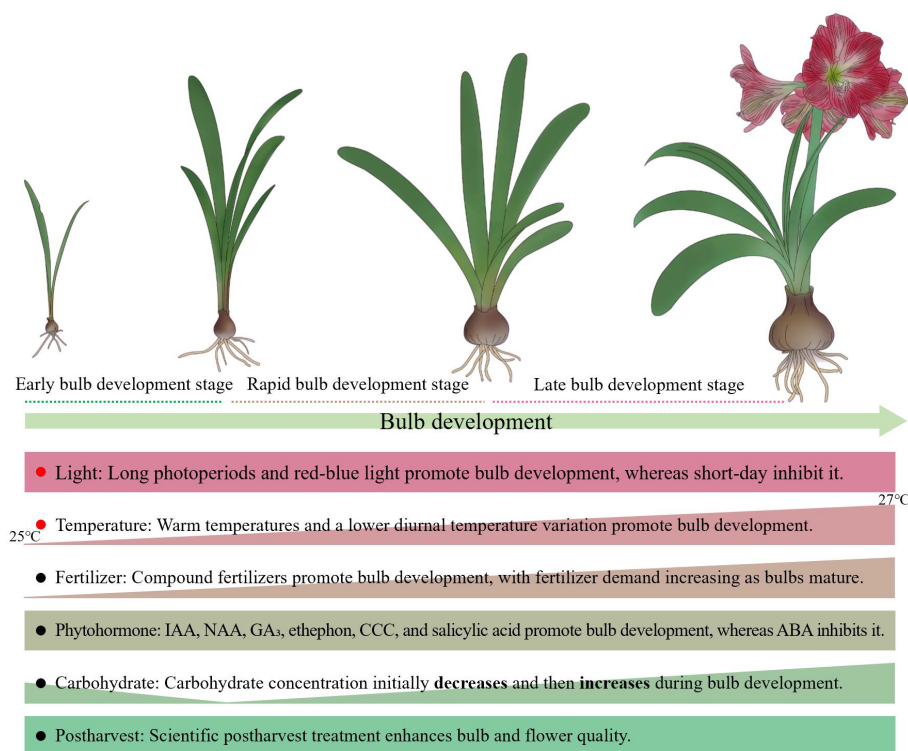 Early bulb development stage
Rapid bulb development stage
Late bulb development stage
Bulb development
● Light: Long photoperiods and red-blue light promote bulb development, whereas short-day inhibit it.
27°C
● Temperature: Warm temperatures and a lower diurnal temperature variation promote bulb development.
25°C
● Fertilizer: Compound fertilizers promote bulb development, with fertilizer demand increasing as bulbs mature.
● Phytohormone: IAA, NAA, GA₃, ethephon, CCC, and salicylic acid promote bulb development, whereas ABA inhibits it.
● Carbohydrate: Carbohydrate concentration initially decreases and then increases during bulb development.
● Postharvest: Scientific postharvest treatment enhances bulb and flower quality.